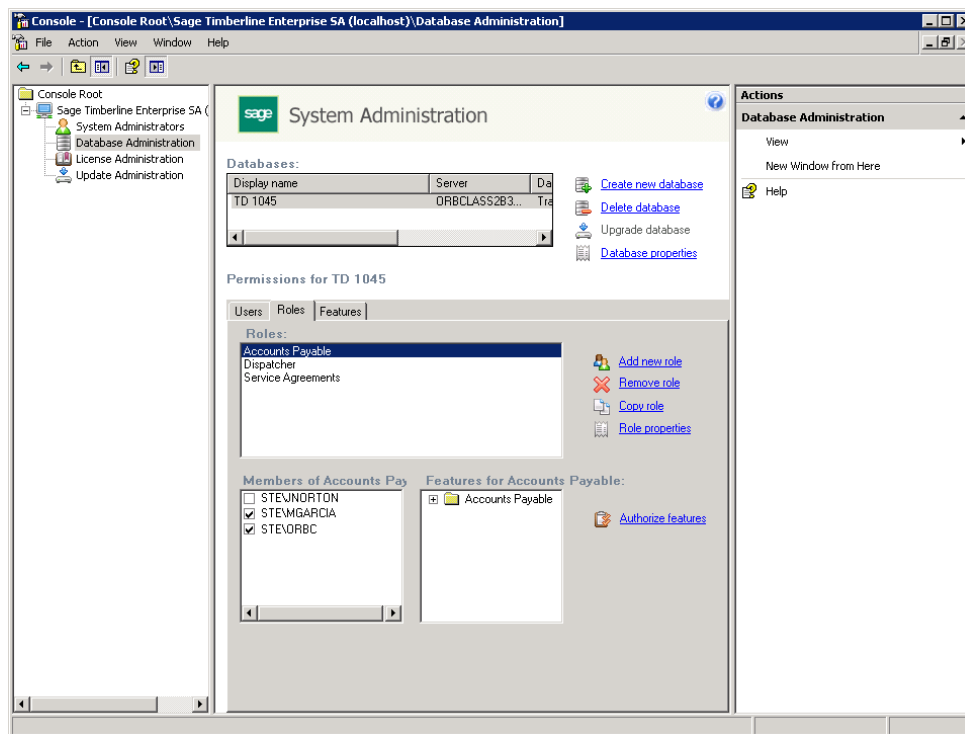 Console - [Console Root\Sage Timberline Enterprise SA (localhost)\Database Administration]
File Action View Window Help
Console Root
Sage Timberline Enterprise SA (
System Administrators
Database Administration
License Administration
Update Administration
sage System Administration
Databases:
Display name Server Da
TD 1045 ORBCLASS2B3... Tra
Create new database
Delete database
Upgrade database
Database properties
Permissions for TD 1045
Users Roles Features
Roles:
Accounts Payable
Dispatcher
Service Agreements
Add new role
Remove role
Copy role
Role properties
Members of Accounts Pay
STE\JNORTON
STE\MGARCIA
STE\ORBC
Features for Accounts Payable:
Accounts Payable
Authorize features
Actions
Database Administration
View
New Window from Here
Help